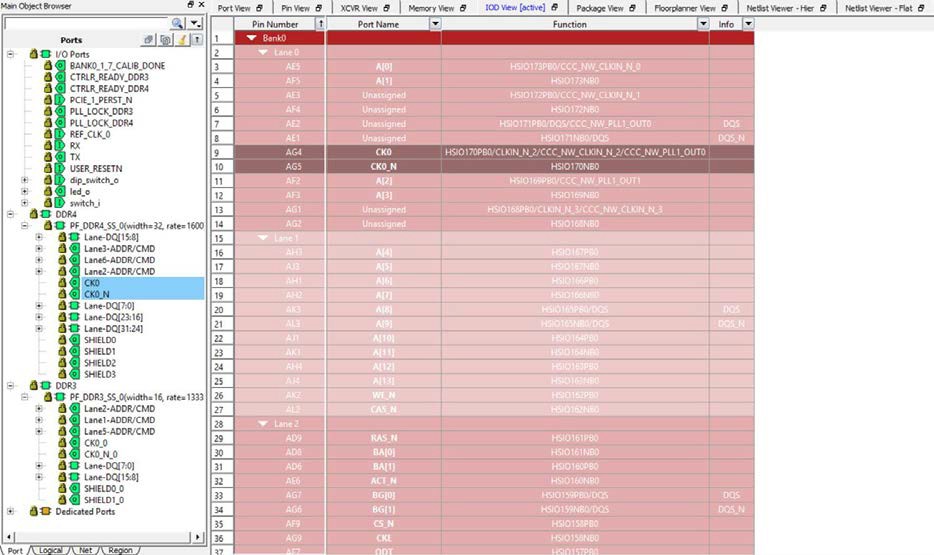 Main Object Browser
Ports
I/O Ports
BANK0_1_7_CALIB_DONE
CTRLR_READY_DDR3
CTRLR_READY_DDR4
PCIE_1_PERST_N
PLL_LOCK_DDR3
PLL_LOCK_DDR4
REF_CLK_0
RX
TX
USER_RESETN
dip_switch_o
led_o
switch_i
DDR4
PF_DDR4_SS_0(width=32, rate=1600
Lane-DQ[15:8]
Lane3-ADDR/CMD
Lane6-ADDR/CMD
Lane2-ADDR/CMD
CK0
CK0_N
Lane-DQ[7:0]
Lane-DQ[23:16]
Lane-DQ[31:24]
SHIELD0
SHIELD1
SHIELD2
SHIELD3
DDR3
PF_DDR3_SS_0(width=16, rate=1333
Lane2-ADDR/CMD
Lane1-ADDR/CMD
Lane5-ADDR/CMD
CK0_0
CK0_N_0
Lane-DQ[7:0]
Lane-DQ[15:8]
SHIELD0_0
SHIELD1_0
Dedicated Ports
Port Logical Net Region
Port View Pin View XCVR View Memory View IOD View [active] Package View Floorplanner View Netlist Viewer - Hier Netlist Viewer - Flat
Pin Number Port Name Function Info
1 Bank0
2 Lane 0
3 AE5 A[0] HSIO173PB0/CCC_NW_CLKIN_N_0
4 AF5 A[1] HSIO173NB0
5 AE3 Unassigned HSIO172PB0/CCC_NW_CLKIN_N_1
6 AF4 Unassigned HSIO172NB0
7 AE2 Unassigned HSIO171PB0/DQS/CCC_NW_PLL1_OUT0 DQS
8 AE1 Unassigned HSIO171NB0/DQS DQS_N
9 AG4 CK0 HSIO170PB0/CLKIN_N_2/CCC_NW_CLKIN_N_2/CCC_NW_PLL1_OUT0
10 AG5 CK0_N HSIO170NB0
11 AF2 A[2] HSIO169PB0/CCC_NW_PLL1_OUT1
12 AF3 A[3] HSIO169NB0
13 AG1 Unassigned HSIO168PB0/CLKIN_N_3/CCC_NW_CLKIN_N_3
14 AG2 Unassigned HSIO168NB0
15 Lane 1
16 AH3 A[4] HSIO167PB0
17 AJ3 A[5] HSIO167NB0
18 AH1 A[6] HSIO166PB0
19 AH2 A[7] HSIO166NB0
20 AK3 A[8] HSIO165PB0/DQS DQS
21 AL3 A[9] HSIO165NB0/DQS DQS_N
22 AJ1 A[10] HSIO164PB0
23 AK1 A[11] HSIO164NB0
24 AH4 A[12] HSIO163PB0
25 AJ4 A[13] HSIO163NB0
26 AK2 WE_N HSIO162PB0
27 AL2 CAS_N HSIO162NB0
28 Lane 2
29 AD9 RAS_N HSIO161PB0
30 AD8 BA[0] HSIO161NB0
31 AD6 BA[1] HSIO160PB0
32 AE6 ACT_N HSIO160NB0
33 AG7 BG[0] HSIO159PB0/DQS DQS
34 AG6 BG[1] HSIO159NB0/DQS DQS_N
35 AF9 CS_N HSIO158PB0
36 AG9 CKE HSIO158NB0
37 AF7 ODT HSIO157PB0